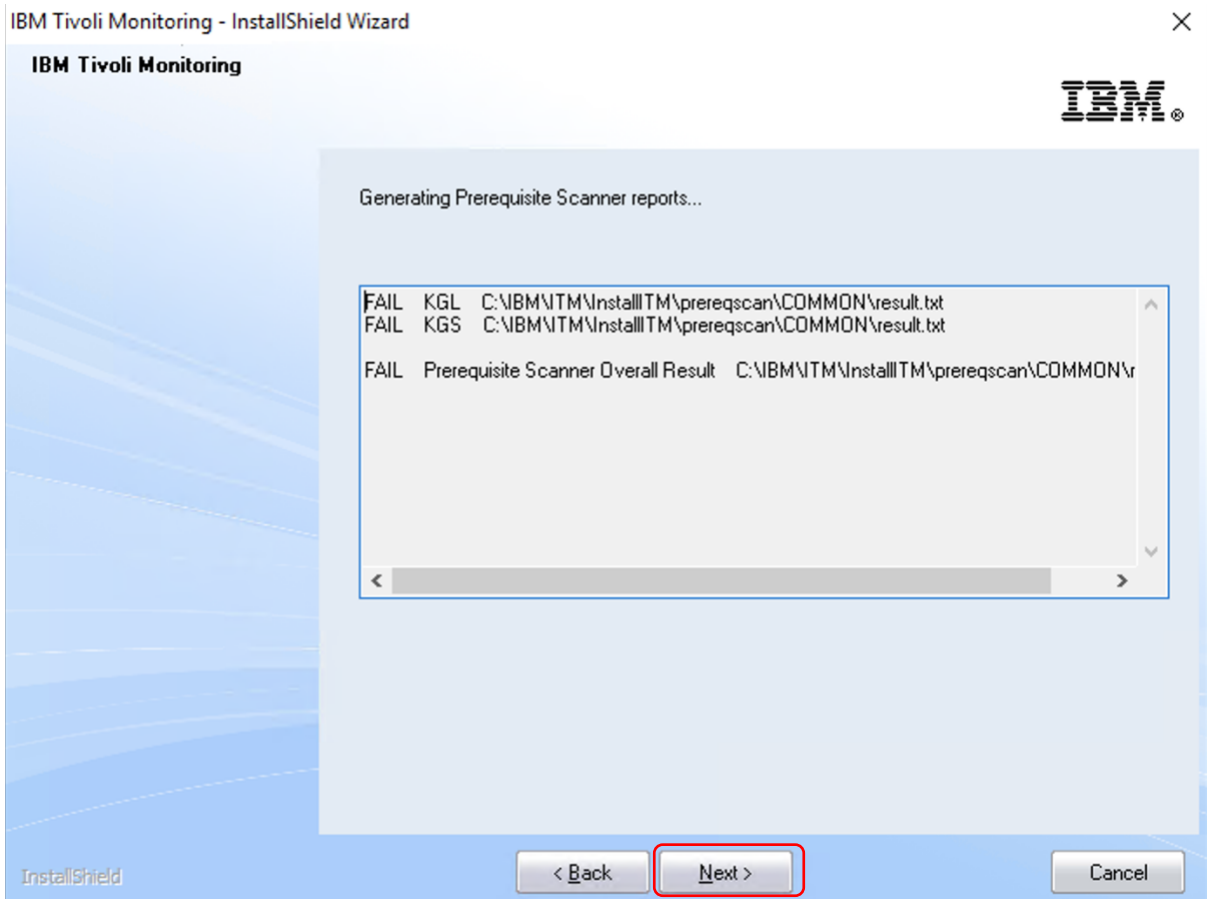 IBM Tivoli Monitoring - InstallShield Wizard
IBM Tivoli Monitoring
IBM®
Generating Prerequisite Scanner reports...
FAIL KGL C:\IBM\ITM\InstallITM\prereqscan\COMMON\result.txt
FAIL KGS C:\IBM\ITM\InstallITM\prereqscan\COMMON\result.txt
FAIL Prerequisite Scanner Overall Result C:\IBM\ITM\InstallITM\prereqscan\COMMON\r
InstallShield
< Back
Next >
Cancel